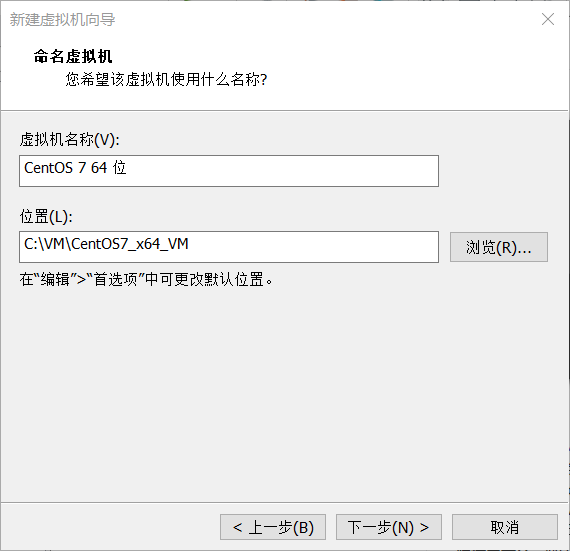 新建虚拟机向导
命名虚拟机
您希望该虚拟机使用什么名称?
虚拟机名称(V):
CentOS 7 64 位
位置(L):
C:\VM\CentOS7_x64_VM
浏览(R)...
在“编辑”>“首选项”中可更改默认位置。
< 上一步(B)
下一步(N) >
取消